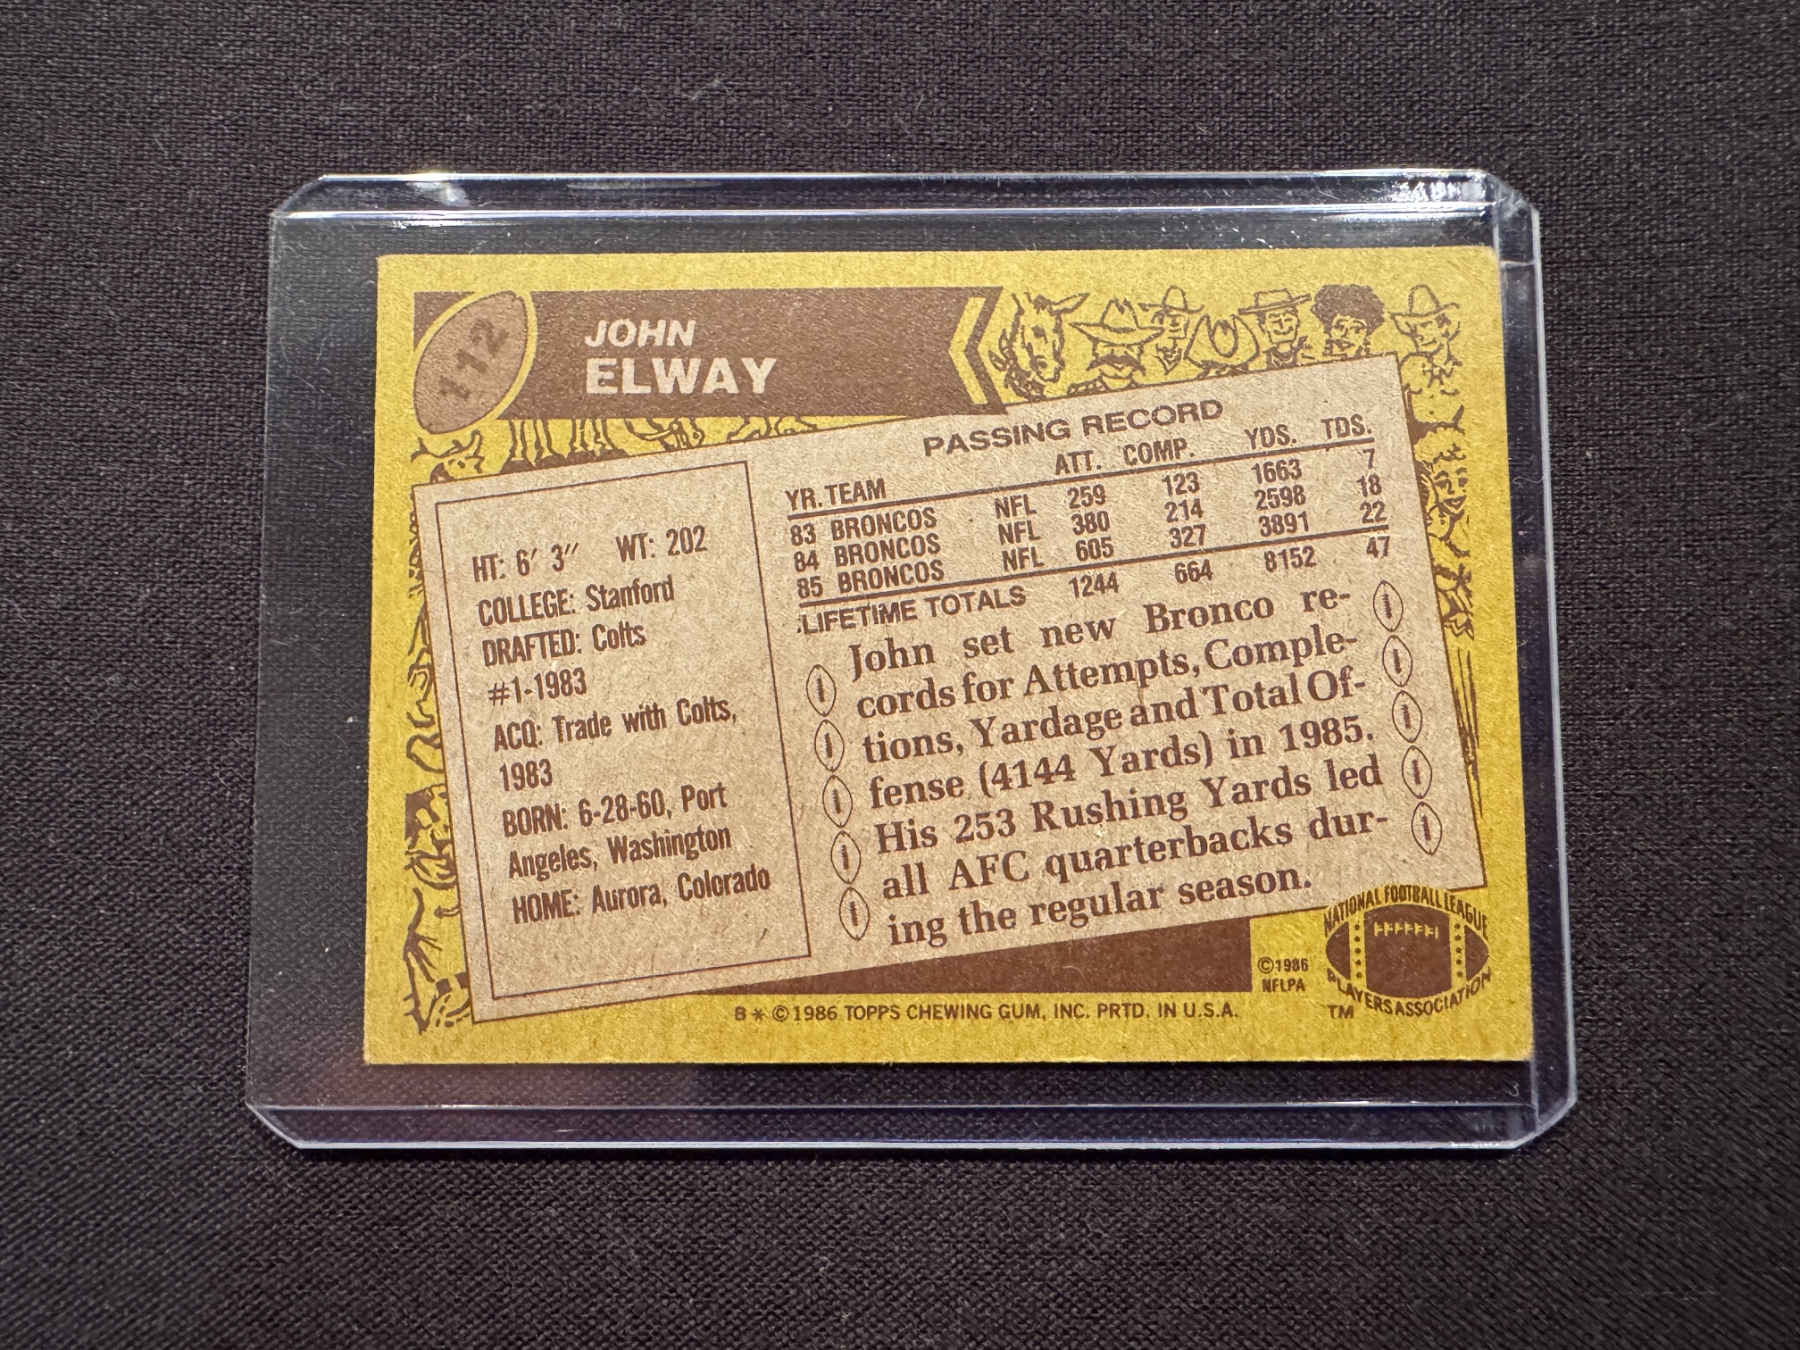 112
JOHN
ELWAY
PASSING RECORD
YR. TEAM ATT. COMP. YDS. TDS.
83 BRONCOS NFL 259 123 1663 7
84 BRONCOS NFL 380 214 2598 18
85 BRONCOS NFL 605 327 3891 22
LIFETIME TOTALS 1244 664 8152 47
HT: 6' 3" WT: 202
COLLEGE: Stanford
DRAFTED: Colts
#1-1983
ACQ: Trade with Colts,
1983
BORN: 6-28-60, Port
Angeles, Washington
HOME: Aurora, Colorado
John set new Bronco re-
cords for Attempts, Comple-
tions, Yardage and Total Of-
fense (4144 Yards) in 1985.
His 253 Rushing Yards led
all AFC quarterbacks dur-
ing the regular season.
NATIONAL FOOTBALL LEAGUE
PLAYERS ASSOCIATION
TM
©1986
NFLPA
B * © 1986 TOPPS CHEWING GUM, INC. PRTD. IN U.S.A.